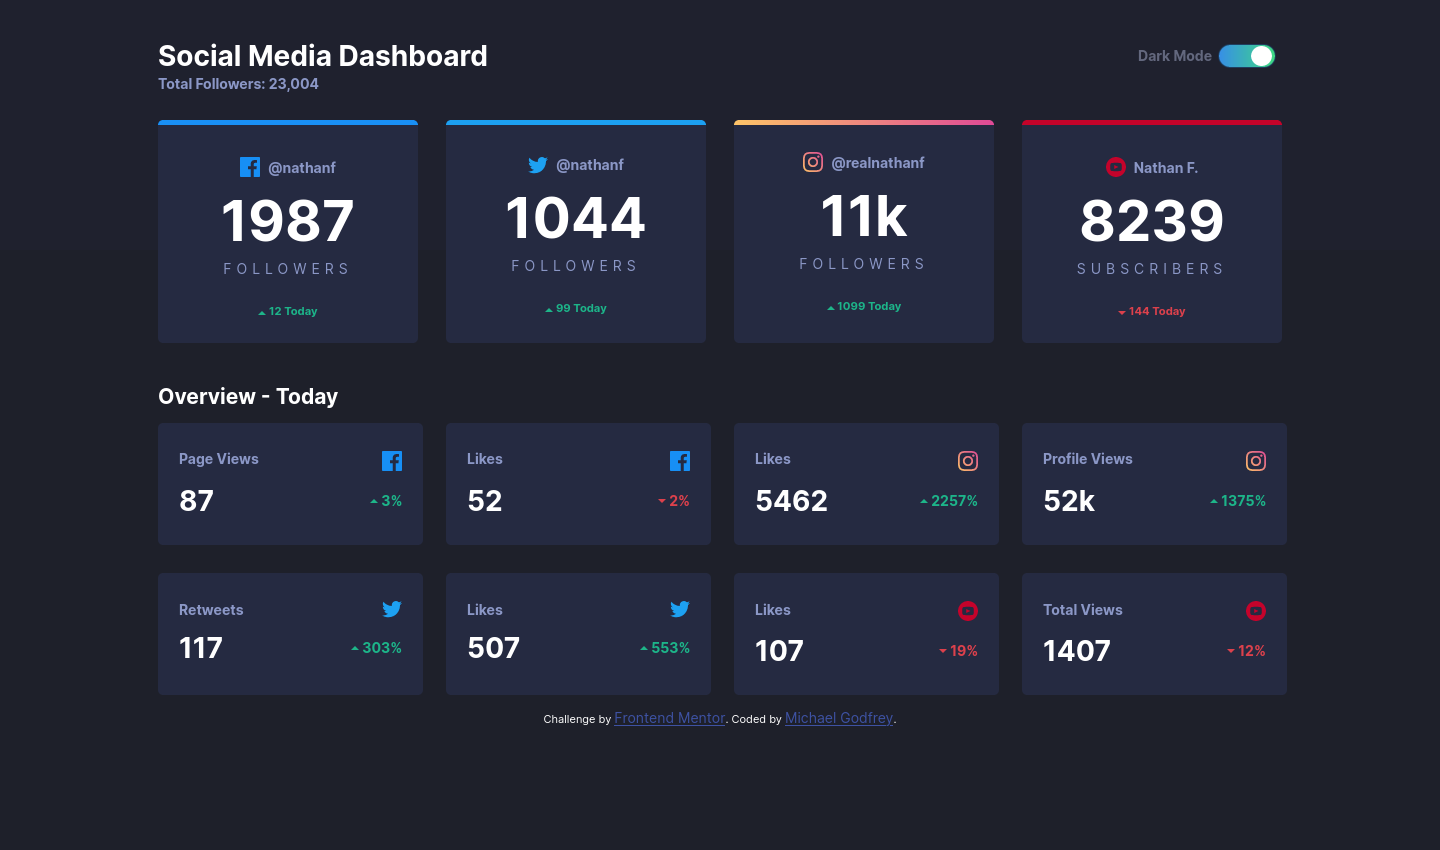 Social Media Dashboard
Dark Mode
Total Followers: 23,004
@nathanf
1987
FOLLOWERS
12 Today
@nathanf
1044
FOLLOWERS
99 Today
@realnathanf
11k
FOLLOWERS
1099 Today
Nathan F.
8239
SUBSCRIBERS
144 Today
Overview - Today
Page Views
87
3%
Likes
52
2%
Likes
5462
2257%
Profile Views
52k
1375%
Retweets
117
303%
Likes
507
553%
Likes
107
19%
Total Views
1407
12%
Challenge by Frontend Mentor. Coded by Michael Godfrey.